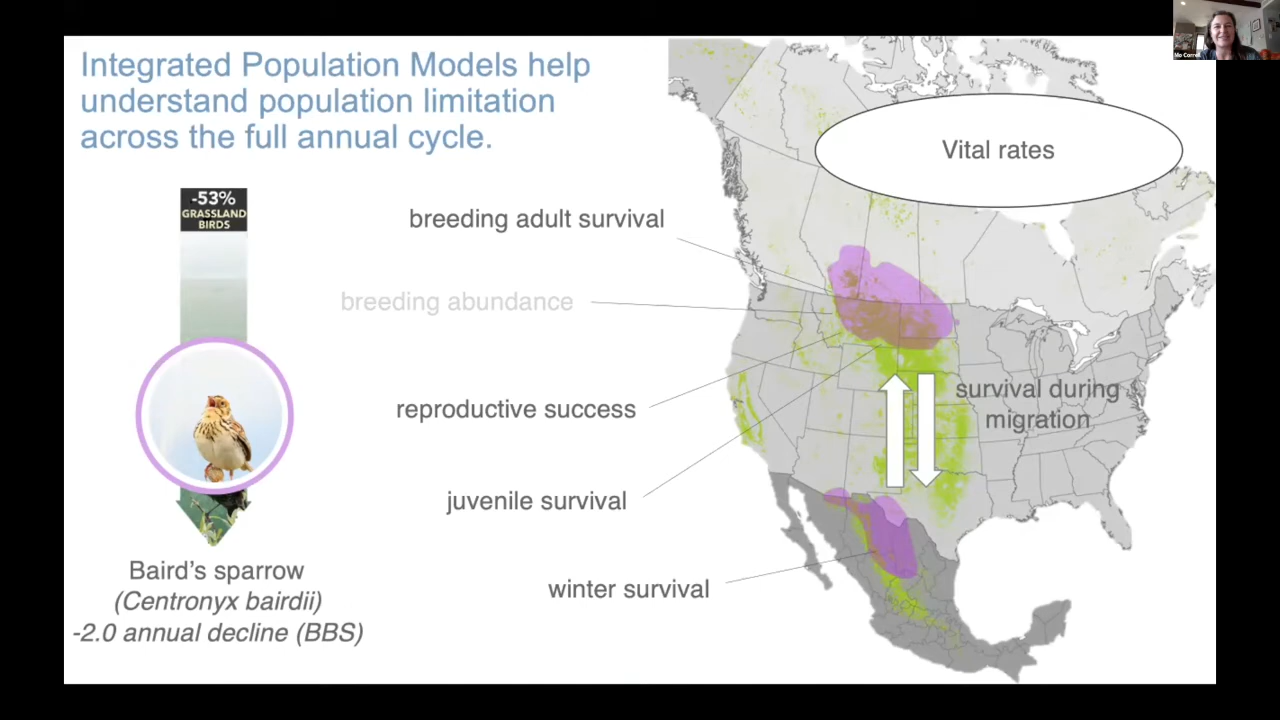 Integrated Population Models help
understand population limitation
across the full annual cycle.
-53%
GRASSLAND
BIRDS
Baird's sparrow
(Centronyx bairdii)
-2.0 annual decline (BBS)
breeding adult survival
breeding abundance
reproductive success
juvenile survival
winter survival
Vital rates
survival during
migration
Mo Correll